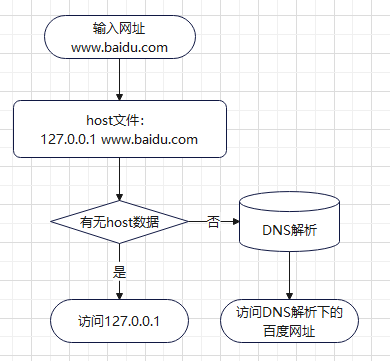 输入网址
www.baidu.com
host文件：
127.0.0.1 www.baidu.com
有无host数据
否
DNS解析
是
访问127.0.0.1
访问DNS解析下的
百度网址